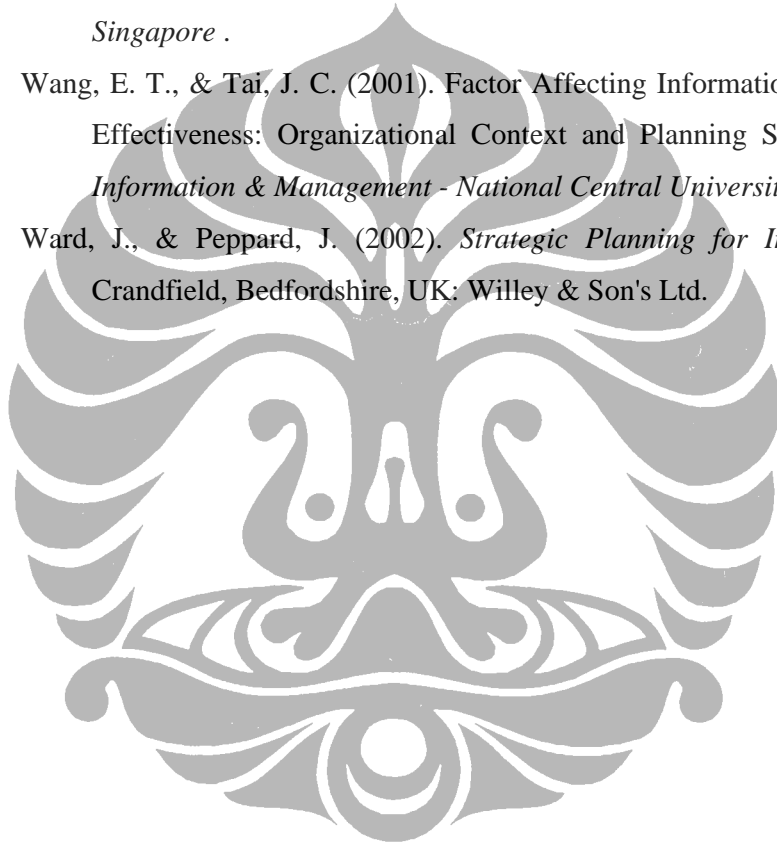 Singapore .
Wang, E. T., & Tai, J. C. (2001). Factor Affecting Informatio
Effectiveness: Organizational Context and Planning S
Information & Management - National Central Universit
Ward, J., & Peppard, J. (2002). Strategic Planning for I
Crandfield, Bedfordshire, UK: Willey & Son's Ltd.